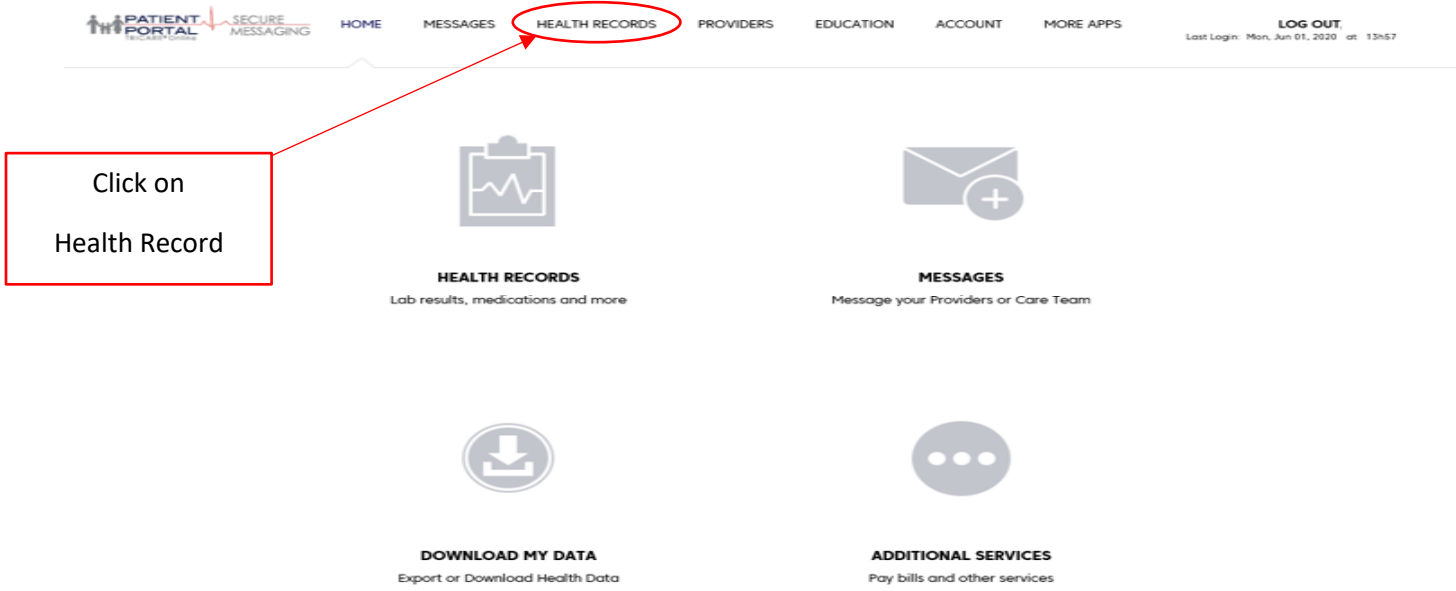 PATIENT SECURE
PORTAL MESSAGING
TRICARE Online
HOME MESSAGES HEALTH RECORDS PROVIDERS EDUCATION ACCOUNT MORE APPS LOG OUT,
Last Login: Mon, Jun 01, 2020 at 13h57
Click on
Health Record
HEALTH RECORDS
Lab results, medications and more
MESSAGES
Message your Providers or Care Team
DOWNLOAD MY DATA
Export or Download Health Data
ADDITIONAL SERVICES
Pay bills and other services